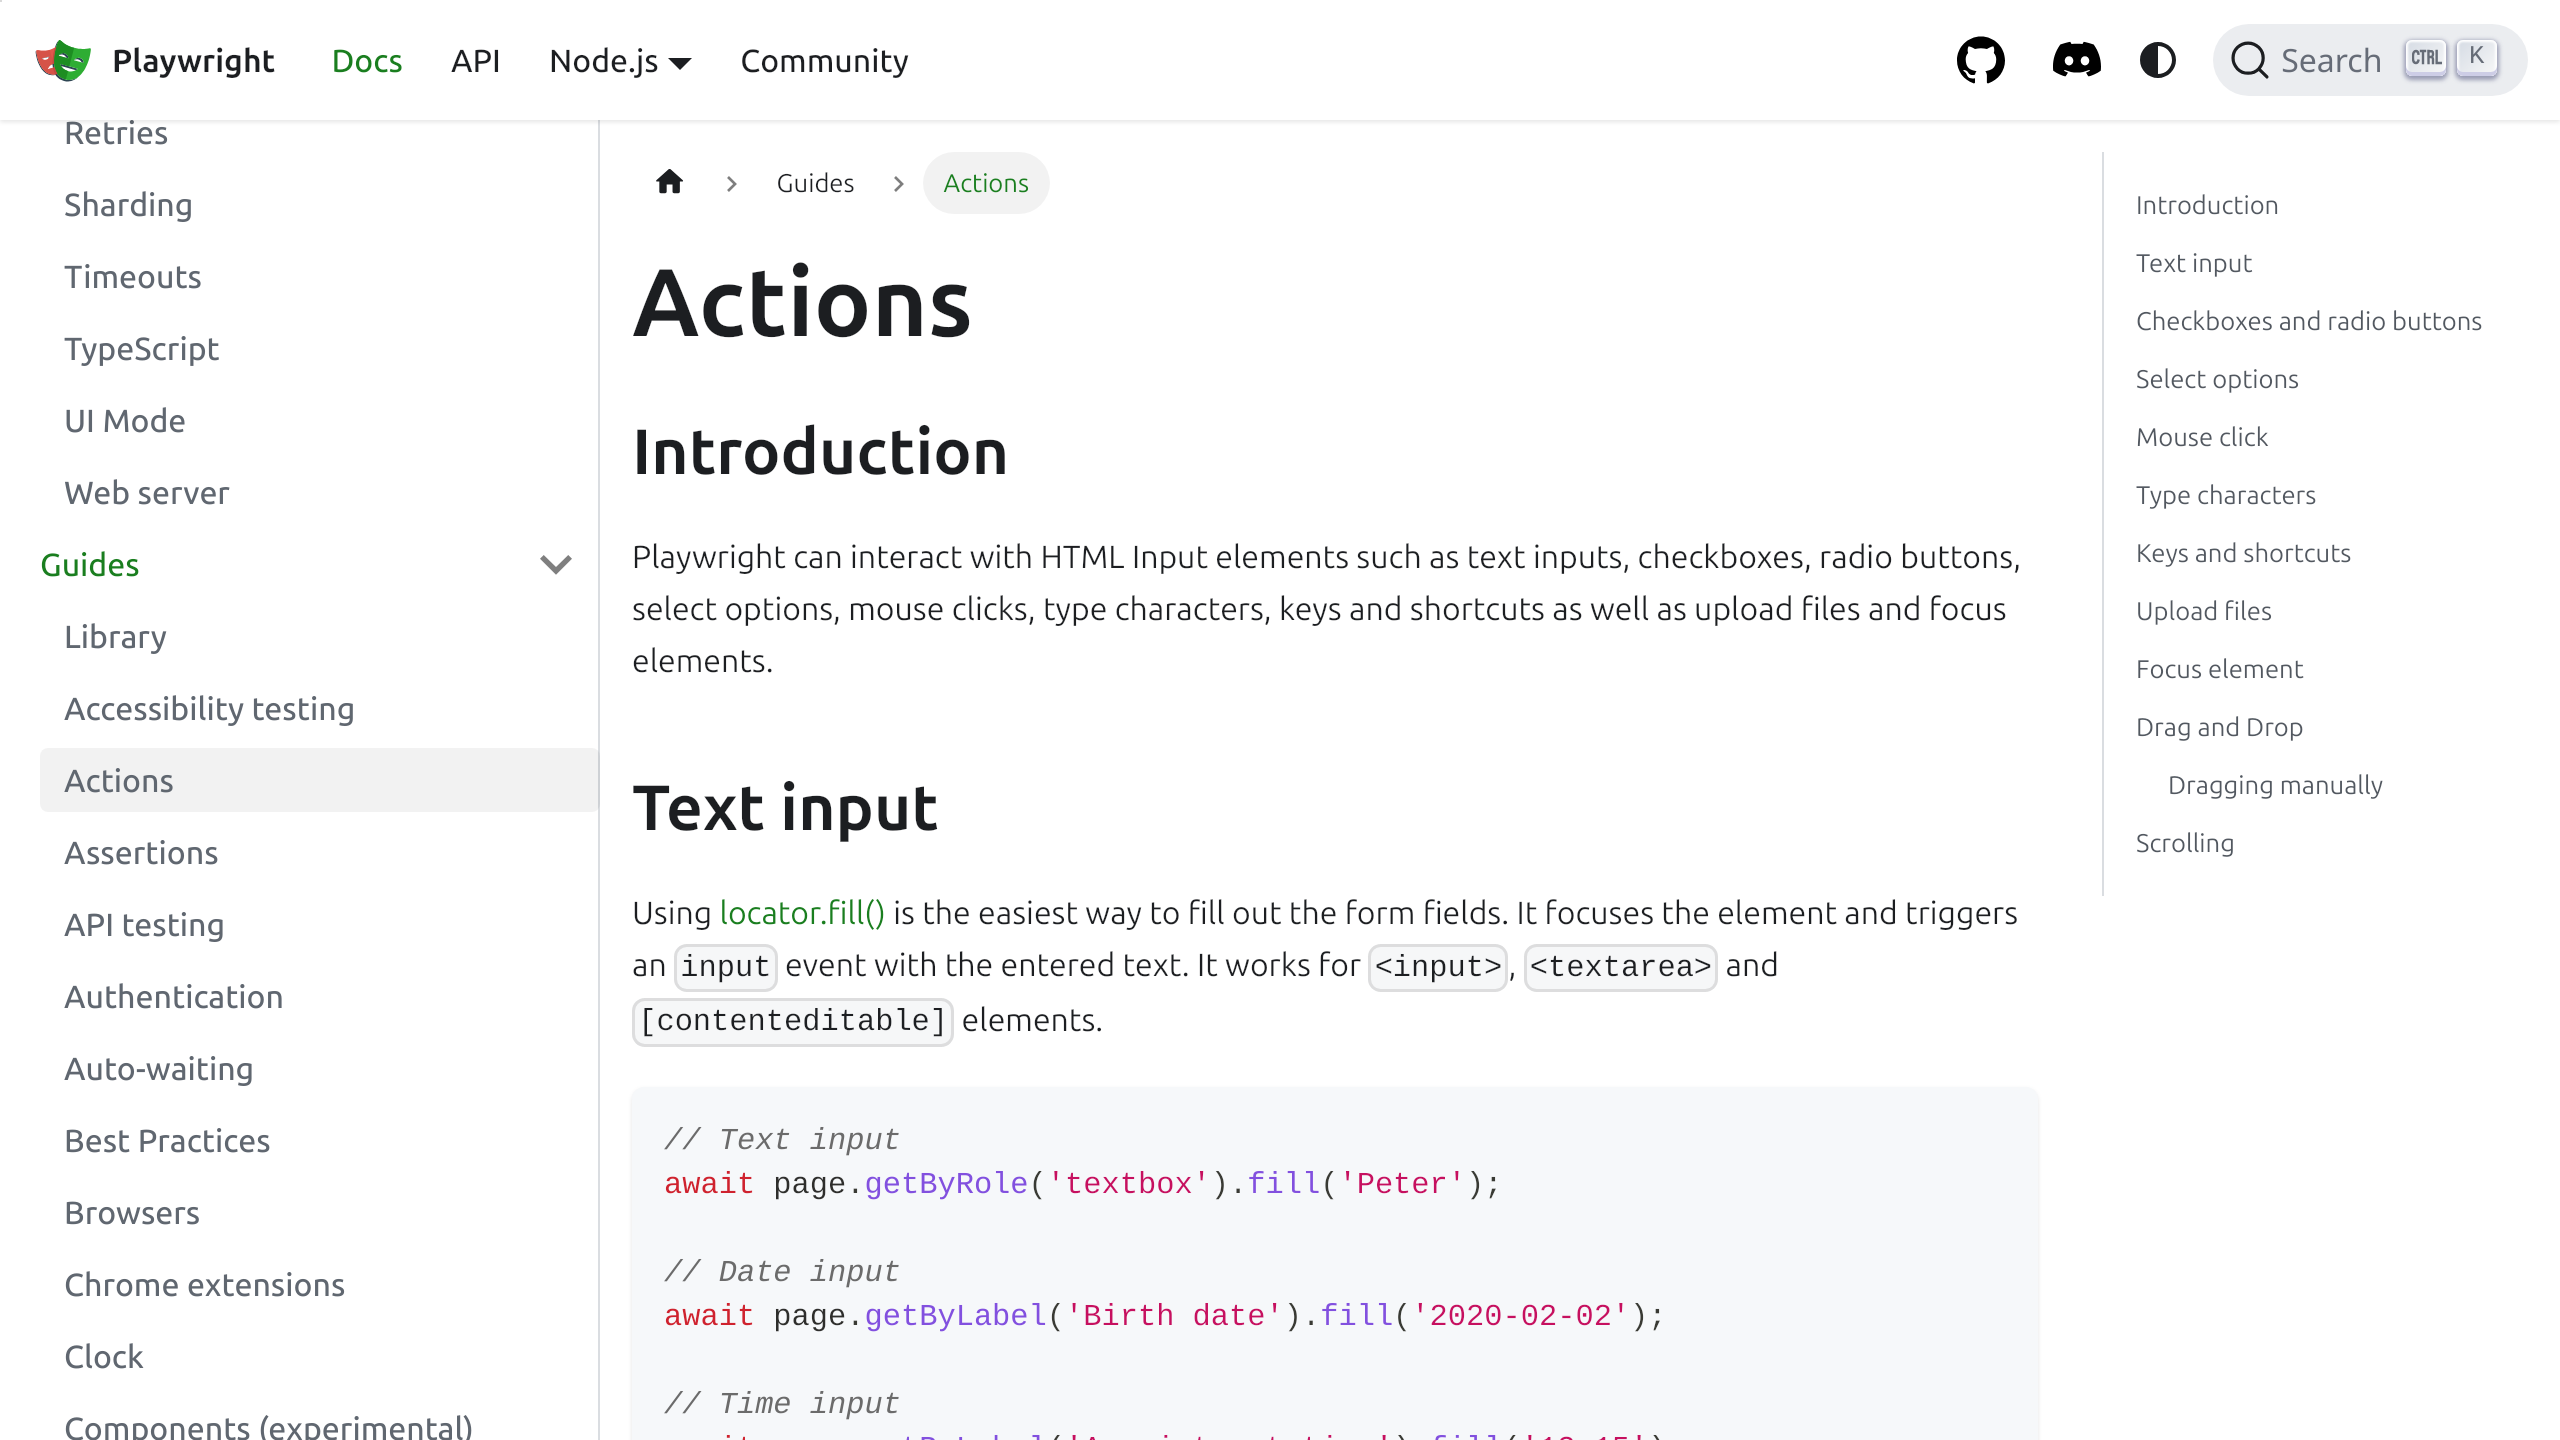 Playwright Docs API Node.js Community Search CTRL K
Retries
Sharding
Timeouts
TypeScript
UI Mode
Web server
Guides
Library
Accessibility testing
Actions
Assertions
API testing
Authentication
Auto-waiting
Best Practices
Browsers
Chrome extensions
Clock
Components (experimental)
Guides Actions
Actions
Introduction
Playwright can interact with HTML Input elements such as text inputs, checkboxes, radio buttons,
select options, mouse clicks, type characters, keys and shortcuts as well as upload files and focus
elements.
Text input
Using locator.fill() is the easiest way to fill out the form fields. It focuses the element and triggers
an input event with the entered text. It works for <input>, <textarea> and
[contenteditable] elements.
// Text input
await page.getByRole('textbox').fill('Peter');
// Date input
await page.getByLabel('Birth date').fill('2020-02-02');
// Time input
Introduction
Text input
Checkboxes and radio buttons
Select options
Mouse click
Type characters
Keys and shortcuts
Upload files
Focus element
Drag and Drop
Dragging manually
Scrolling